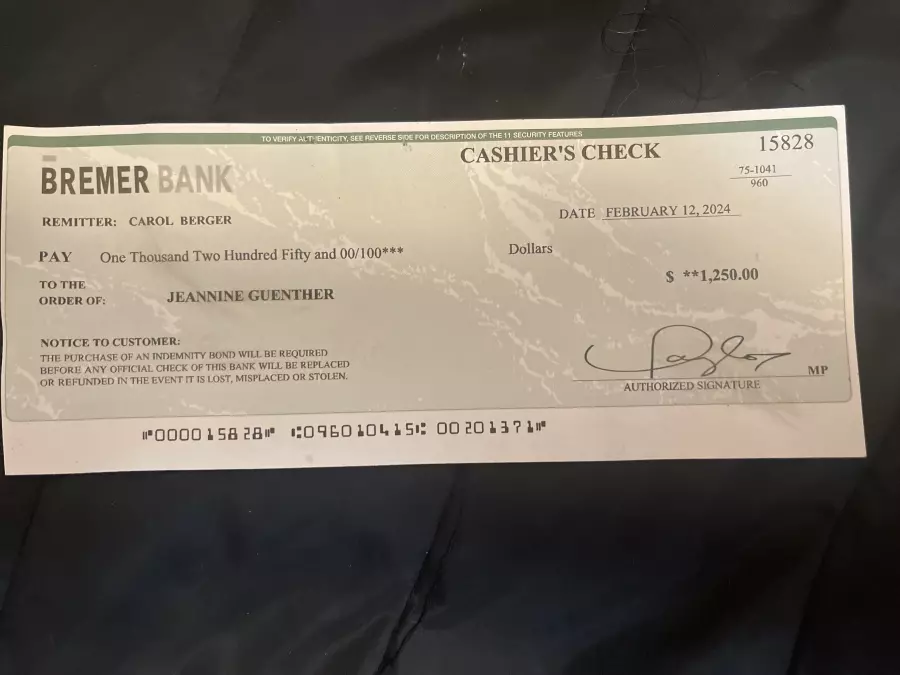 TO VERIFY AUTHENTICITY, SEE REVERSE SIDE FOR DESCRIPTION OF THE 11 SECURITY FEATURES
BREMER BANK
CASHIER'S CHECK
15828
75-1041
960
REMITTER: CAROL BERGER
DATE FEBRUARY 12, 2024
PAY One Thousand Two Hundred Fifty and 00/100*** Dollars
$ **1,250.00
TO THE
ORDER OF: JEANNINE GUENTHER
NOTICE TO CUSTOMER:
THE PURCHASE OF AN INDEMNITY BOND WILL BE REQUIRED
BEFORE ANY OFFICIAL CHECK OF THIS BANK WILL BE REPLACED
OR REFUNDED IN THE EVENT IT IS LOST, MISPLACED OR STOLEN.
AUTHORIZED SIGNATURE
MP
⑈000015828⑈ ⑆096010415⑆ 00201371⑈